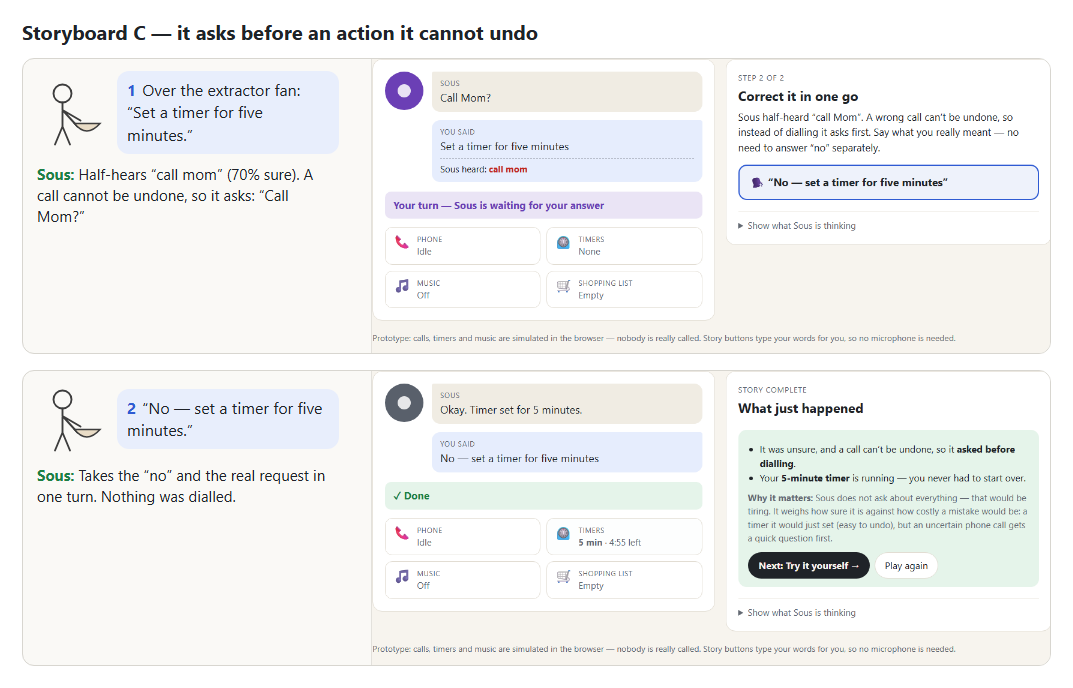 Storyboard C — it asks before an action it cannot undo
1 Over the extractor fan:
“Set a timer for five
minutes.”
Sous: Half-hears “call mom” (70% sure). A
call cannot be undone, so it asks: “Call
Mom?”
SOUS
Call Mom?
YOU SAID
Set a timer for five minutes
Sous heard: call mom
Your turn — Sous is waiting for your answer
PHONE
Idle
TIMERS
None
MUSIC
Off
SHOPPING LIST
Empty
STEP 2 OF 2
Correct it in one go
Sous half-heard “call Mom”. A wrong call can’t be undone, so
instead of dialling it asks first. Say what you really meant — no
need to answer “no” separately.
“No — set a timer for five minutes”
▶ Show what Sous is thinking
Prototype: calls, timers and music are simulated in the browser — nobody is really called. Story buttons type your words for you, so no microphone is needed.
2 “No — set a timer for five
minutes.”
Sous: Takes the “no” and the real request in
one turn. Nothing was dialled.
SOUS
Okay. Timer set for 5 minutes.
YOU SAID
No — set a timer for five minutes
✓ Done
PHONE
Idle
TIMERS
5 min · 4:55 left
MUSIC
Off
SHOPPING LIST
Empty
STORY COMPLETE
What just happened
• It was unsure, and a call can’t be undone, so it asked before
dialling.
• Your 5-minute timer is running — you never had to start over.
Why it matters: Sous does not ask about everything — that would be
tiring. It weighs how sure it is against how costly a mistake would be: a
timer it would just set (easy to undo), but an uncertain phone call gets
a quick question first.
Next: Try it yourself →
Play again
▶ Show what Sous is thinking
Prototype: calls, timers and music are simulated in the browser — nobody is really called. Story buttons type your words for you, so no microphone is needed.